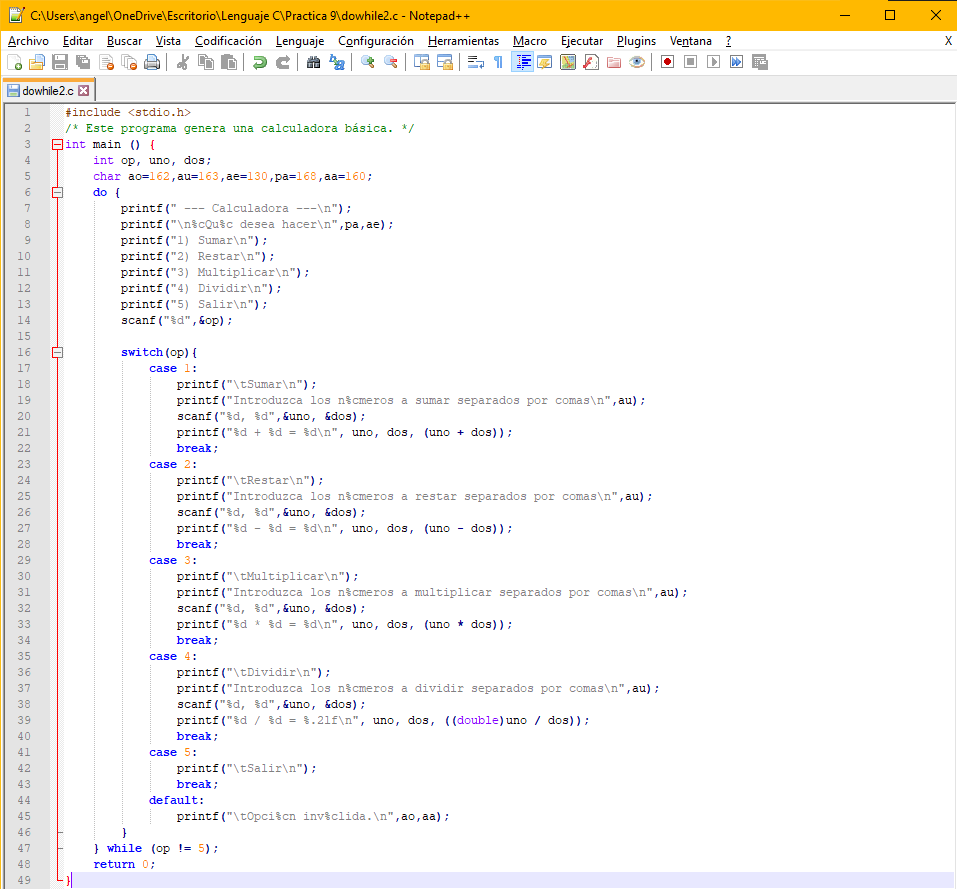 C:\Users\angel\OneDrive\Escritorio\Lenguaje C\Practica 9\dowhile2.c - Notepad++
Archivo Editar Buscar Vista Codificación Lenguaje Configuración Herramientas Macro Ejecutar Plugins Ventana ? X
dowhile2.c
1 #include <stdio.h>
2 /* Este programa genera una calculadora básica. */
3 int main () {
4 int op, uno, dos;
5 char ao=162,au=163,ae=130,pa=168,aa=160;
6 do {
7 printf(" --- Calculadora ---\n");
8 printf("\n%cQu%c desea hacer\n",pa,ae);
9 printf("1) Sumar\n");
10 printf("2) Restar\n");
11 printf("3) Multiplicar\n");
12 printf("4) Dividir\n");
13 printf("5) Salir\n");
14 scanf("%d",&op);
15
16 switch(op){
17 case 1:
18 printf("\tSumar\n");
19 printf("Introduzca los n%cmeros a sumar separados por comas\n",au);
20 scanf("%d, %d",&uno, &dos);
21 printf("%d + %d = %d\n", uno, dos, (uno + dos));
22 break;
23 case 2:
24 printf("\tRestar\n");
25 printf("Introduzca los n%cmeros a restar separados por comas\n",au);
26 scanf("%d, %d",&uno, &dos);
27 printf("%d - %d = %d\n", uno, dos, (uno - dos));
28 break;
29 case 3:
30 printf("\tMultiplicar\n");
31 printf("Introduzca los n%cmeros a multiplicar separados por comas\n",au);
32 scanf("%d, %d",&uno, &dos);
33 printf("%d * %d = %d\n", uno, dos, (uno * dos));
34 break;
35 case 4:
36 printf("\tDividir\n");
37 printf("Introduzca los n%cmeros a dividir separados por comas\n",au);
38 scanf("%d, %d",&uno, &dos);
39 printf("%d / %d = %.2lf\n", uno, dos, ((double)uno / dos));
40 break;
41 case 5:
42 printf("\tSalir\n");
43 break;
44 default:
45 printf("\tOpci%cn inv%clida.\n",ao,aa);
46 }
47 } while (op != 5);
48 return 0;
49 }